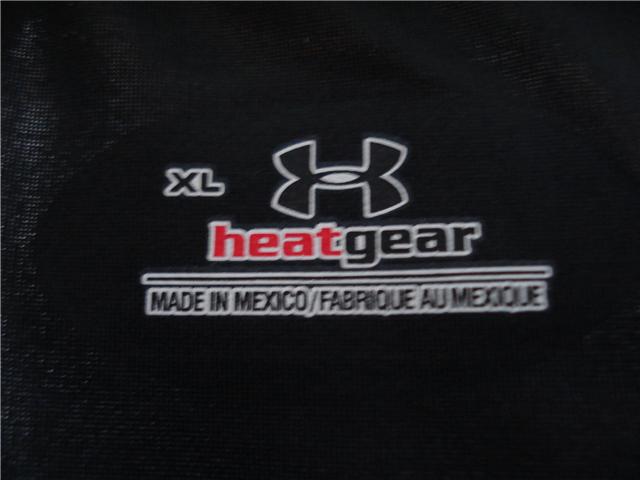 XL
heatgear
MADE IN MEXICO/FABRIQUE AU MEXIQUE